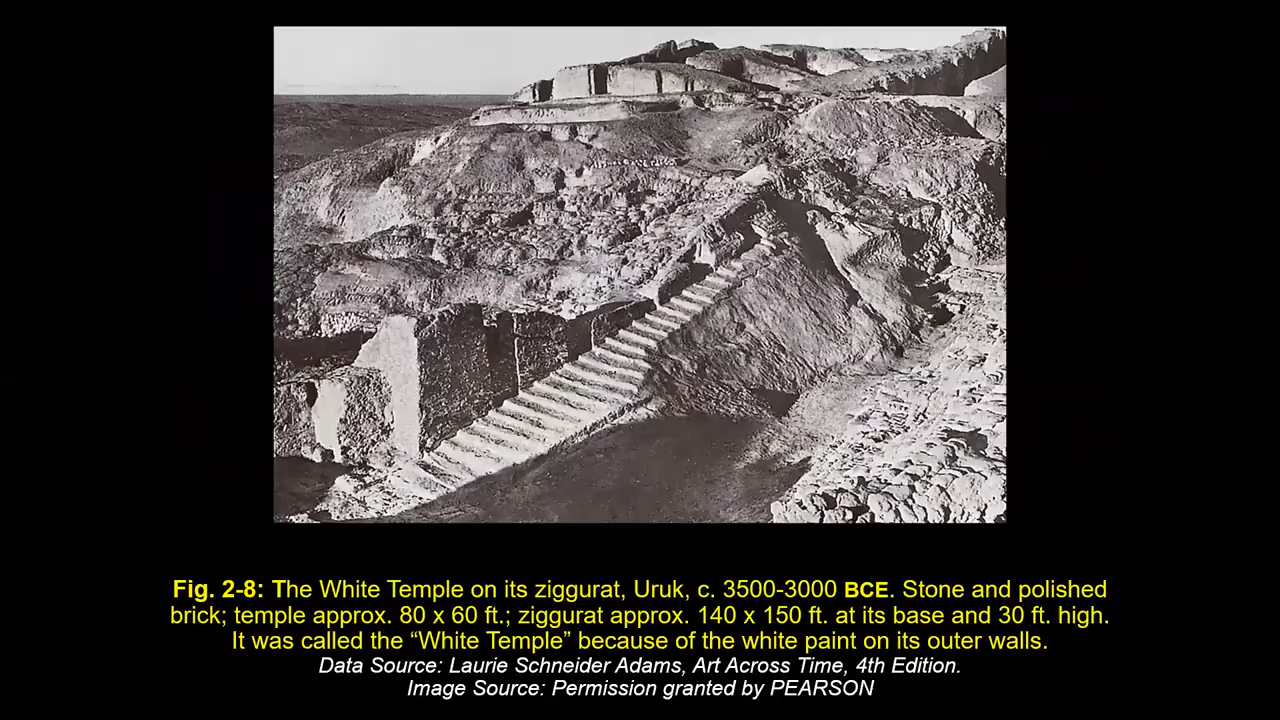 Fig. 2-8: The White Temple on its ziggurat, Uruk, c. 3500-3000 BCE. Stone and polished
brick; temple approx. 80 x 60 ft.; ziggurat approx. 140 x 150 ft. at its base and 30 ft. high.
It was called the “White Temple” because of the white paint on its outer walls.
Data Source: Laurie Schneider Adams, Art Across Time, 4th Edition.
Image Source: Permission granted by PEARSON